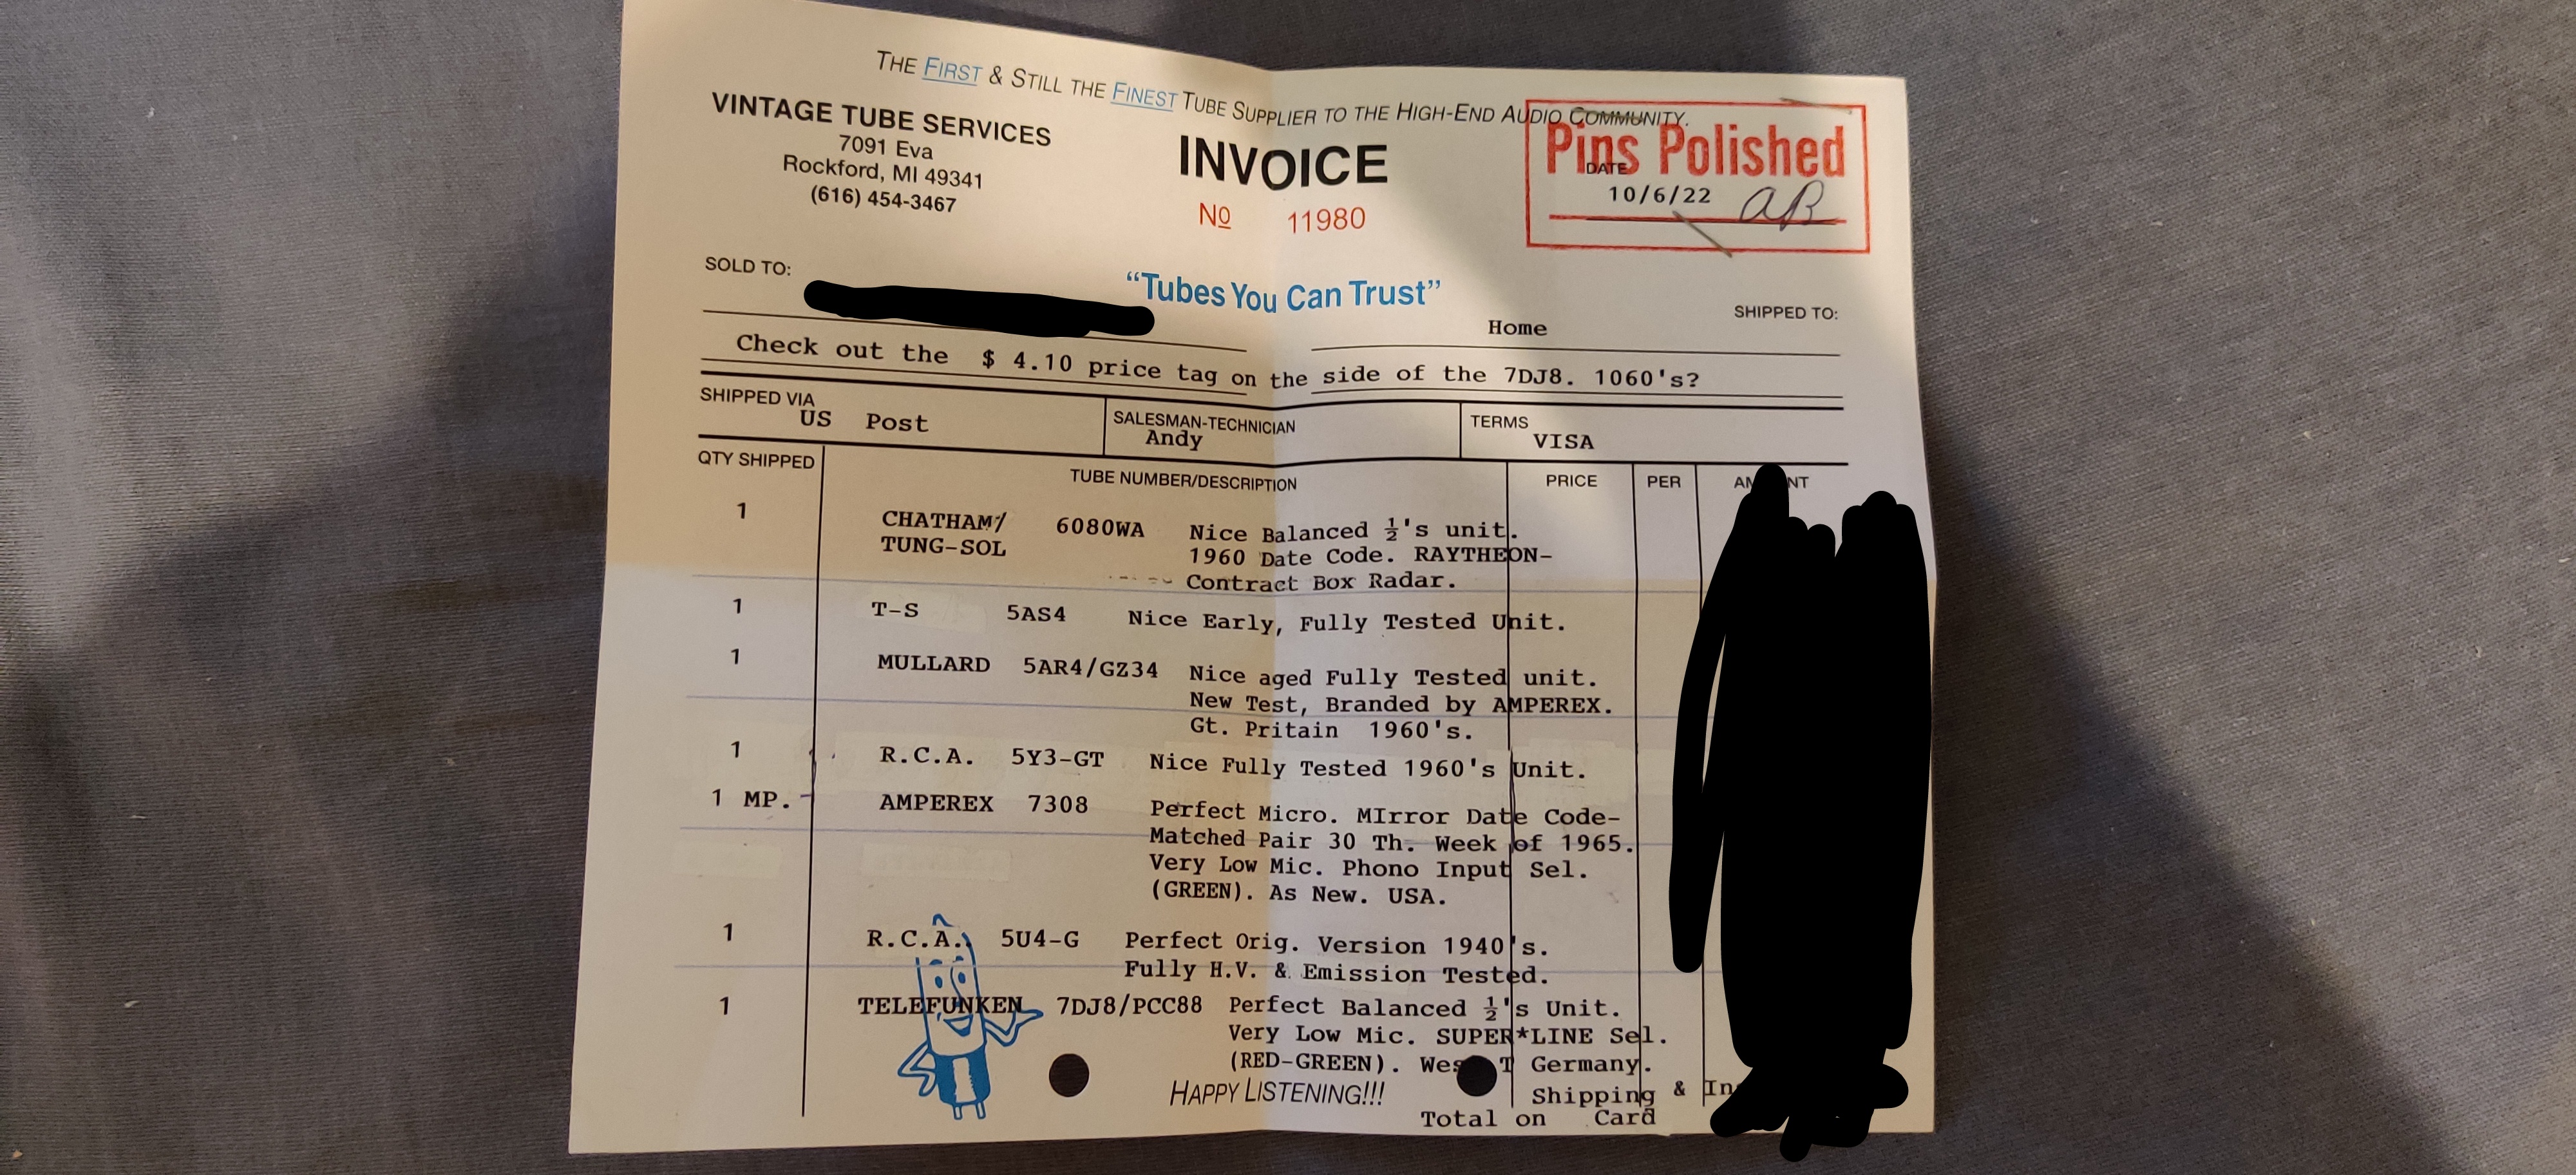 THE FIRST & STILL THE FINEST TUBE SUPPLIER TO THE HIGH-END AUDIO COMMUNITY.
VINTAGE TUBE SERVICES
7091 Eva
Rockford, MI 49341
(616) 454-3467
INVOICE
Nº 11980
Pins Polished
DATE
10/6/22 AB
SOLD TO:
"Tubes You Can Trust"
SHIPPED TO:
Home
Check out the $ 4.10 price tag on the side of the 7DJ8. 1060's?
SHIPPED VIA
US Post
SALESMAN-TECHNICIAN
Andy
TERMS
VISA
QTY SHIPPED TUBE NUMBER/DESCRIPTION PRICE PER
1 CHATHAM/ 6080WA Nice Balanced ½'s unit.
TUNG-SOL 1960 Date Code. RAYTHEON-
Contract Box Radar.
1 T-S 5AS4 Nice Early, Fully Tested Unit.
1 MULLARD 5AR4/GZ34 Nice aged Fully Tested unit.
New Test, Branded by AMPEREX.
Gt. Pritain 1960's.
1 R.C.A. 5Y3-GT Nice Fully Tested 1960's Unit.
1 MP. AMPEREX 7308 Perfect Micro. MIrror Date Code-
Matched Pair 30 Th. Week of 1965.
Very Low Mic. Phono Input Sel.
(GREEN). As New. USA.
1 R.C.A. 5U4-G Perfect Orig. Version 1940's.
Fully H.V. & Emission Tested.
1 TELEFUNKEN 7DJ8/PCC88 Perfect Balanced ½'s Unit.
Very Low Mic. SUPER*LINE Sel.
(RED-GREEN). Wes T Germany.
HAPPY LISTENING!!!
Shipping &
Total on Card